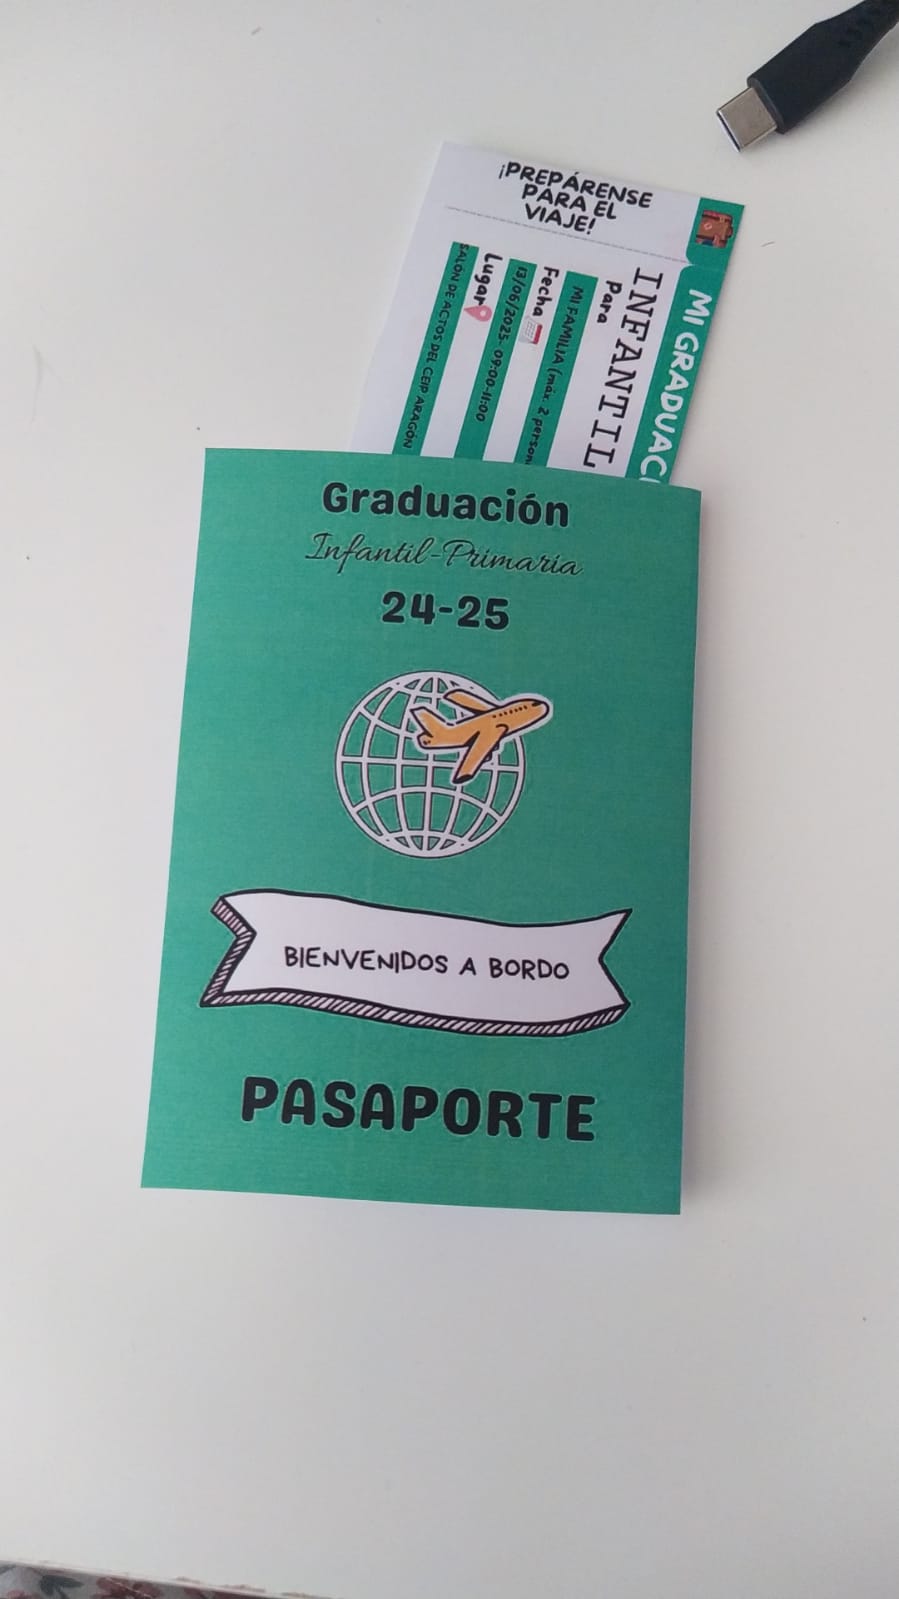 ¡PREPÁRENSE
PARA EL
VIAJE!
MI GRADUACI
INFANTIL
Para
MI FAMILIA (máx. 2 person
Fecha
13/06/2025- 09:00-11:00
Lugar
SALÓN DE ACTOS DEL CEIP ARAGÓN
Graduación
Infantil-Primaria
24-25
BIENVENIDOS A BORDO
PASAPORTE